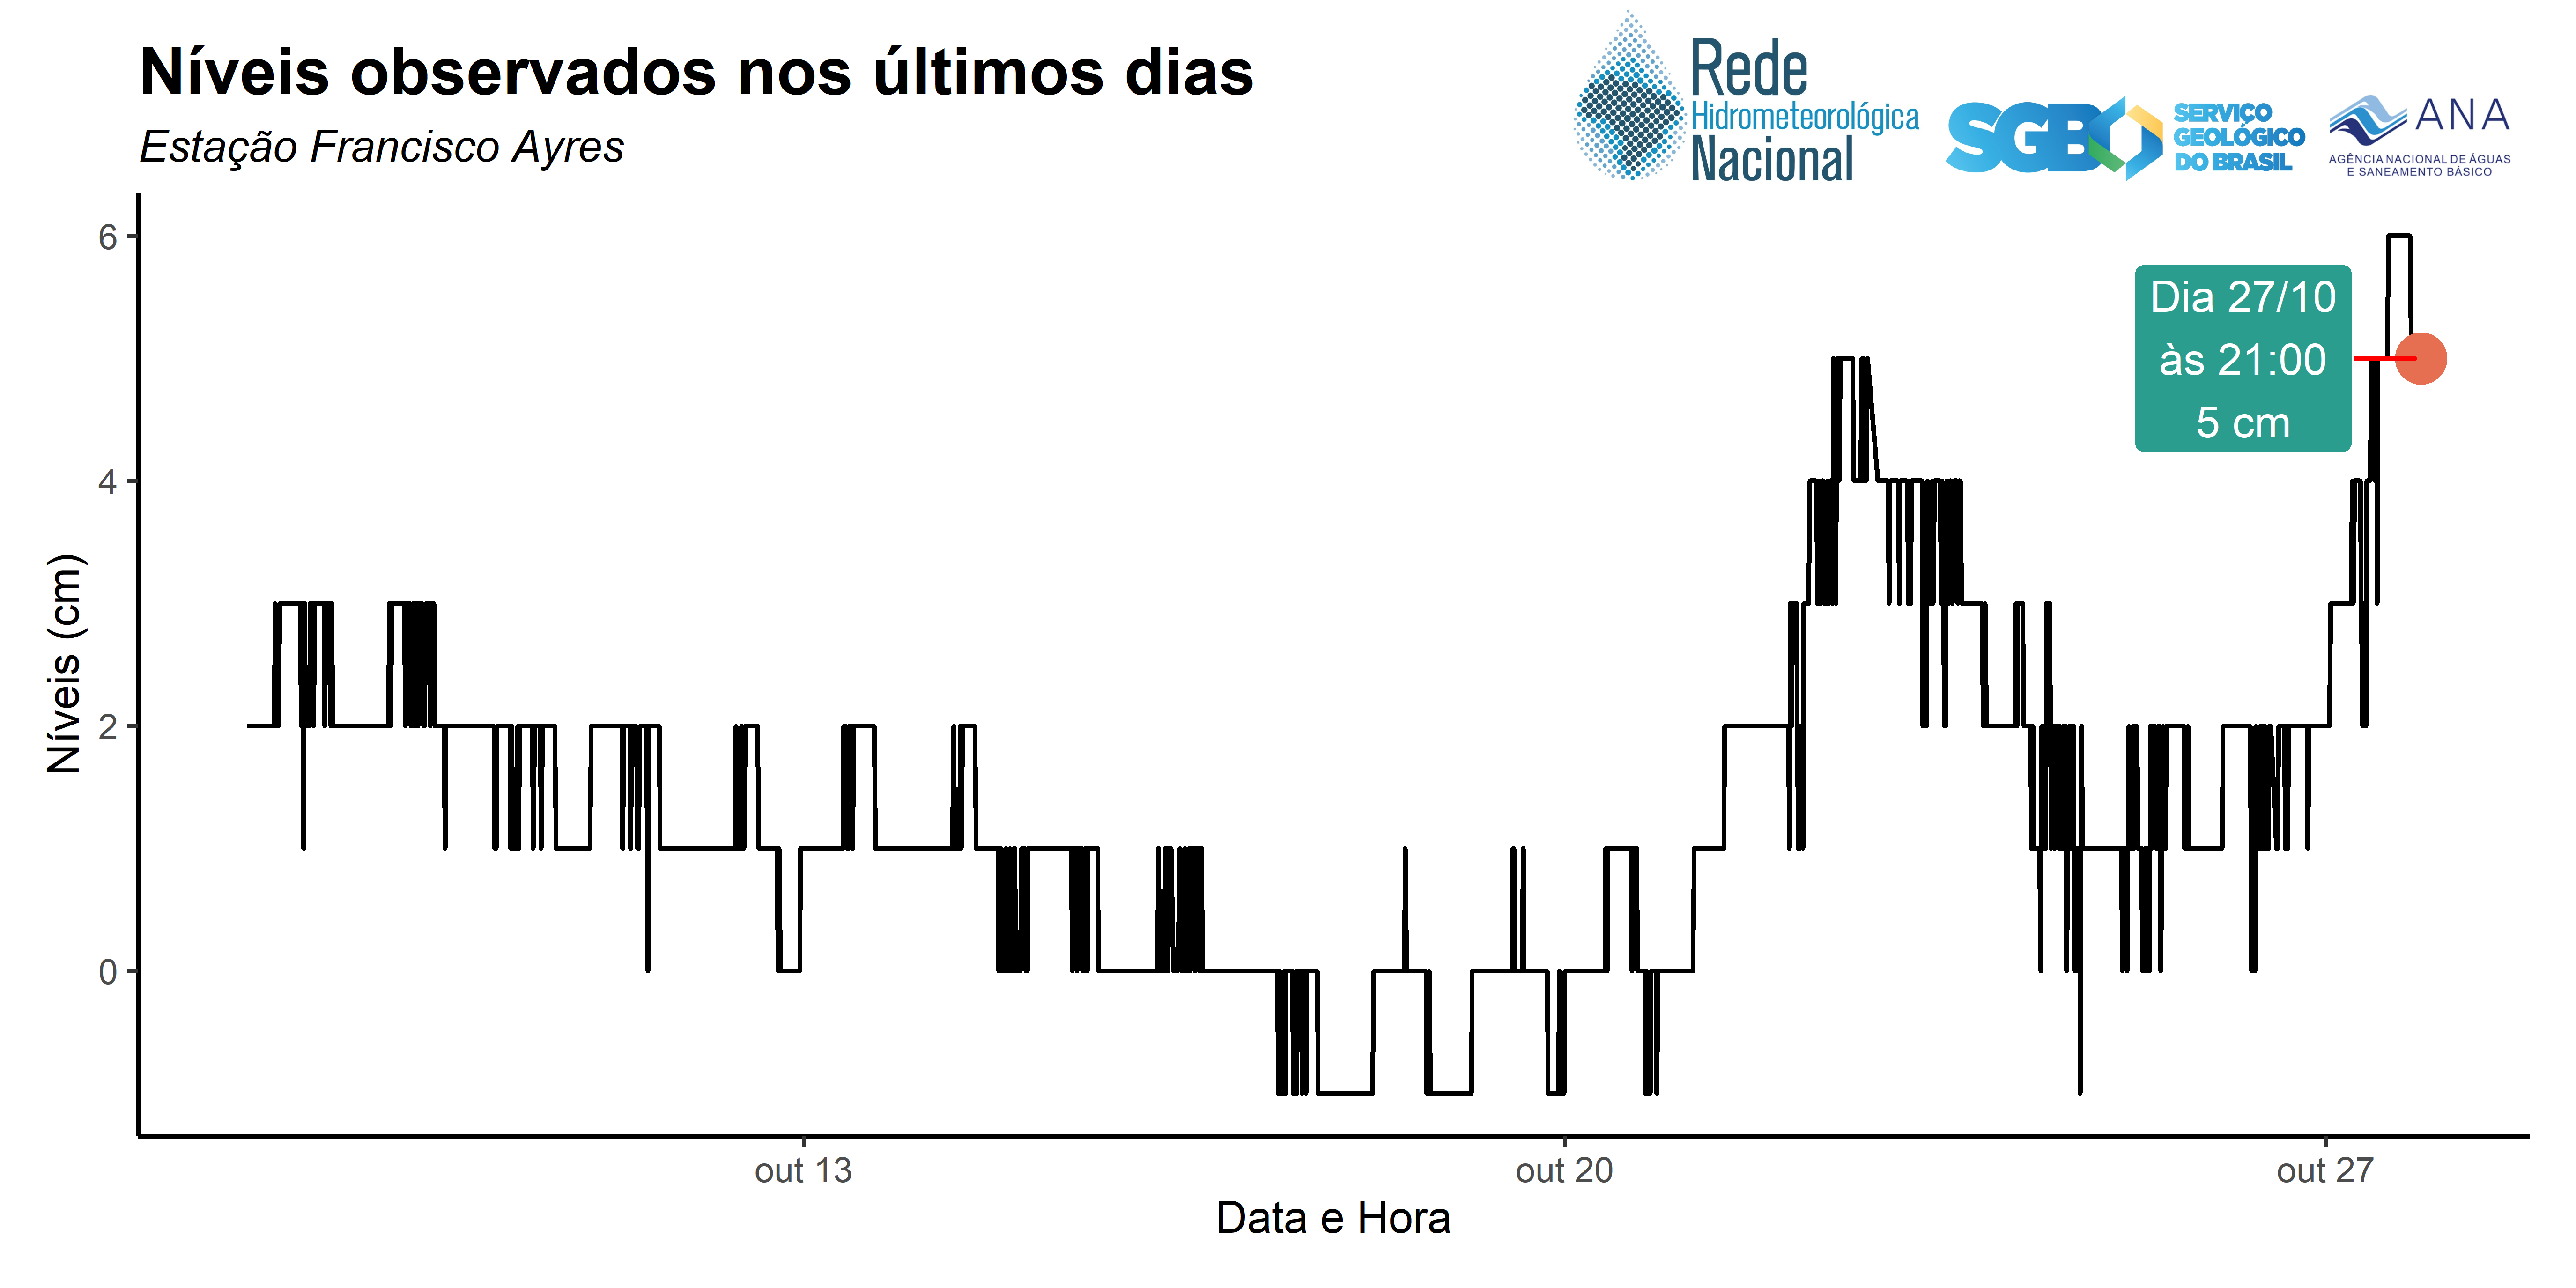 Níveis observados nos últimos dias
Estação Francisco Ayres
Rede
Hidrometeorológica
Nacional
SGB
SERVIÇO
GEOLÓGICO
DO BRASIL
ANA
AGÊNCIA NACIONAL DE ÁGUAS
E SANEAMENTO BÁSICO
6
4
2
0
Níveis (cm)
Dia 27/10
às 21:00
5 cm
out 13
out 20
out 27
Data e Hora